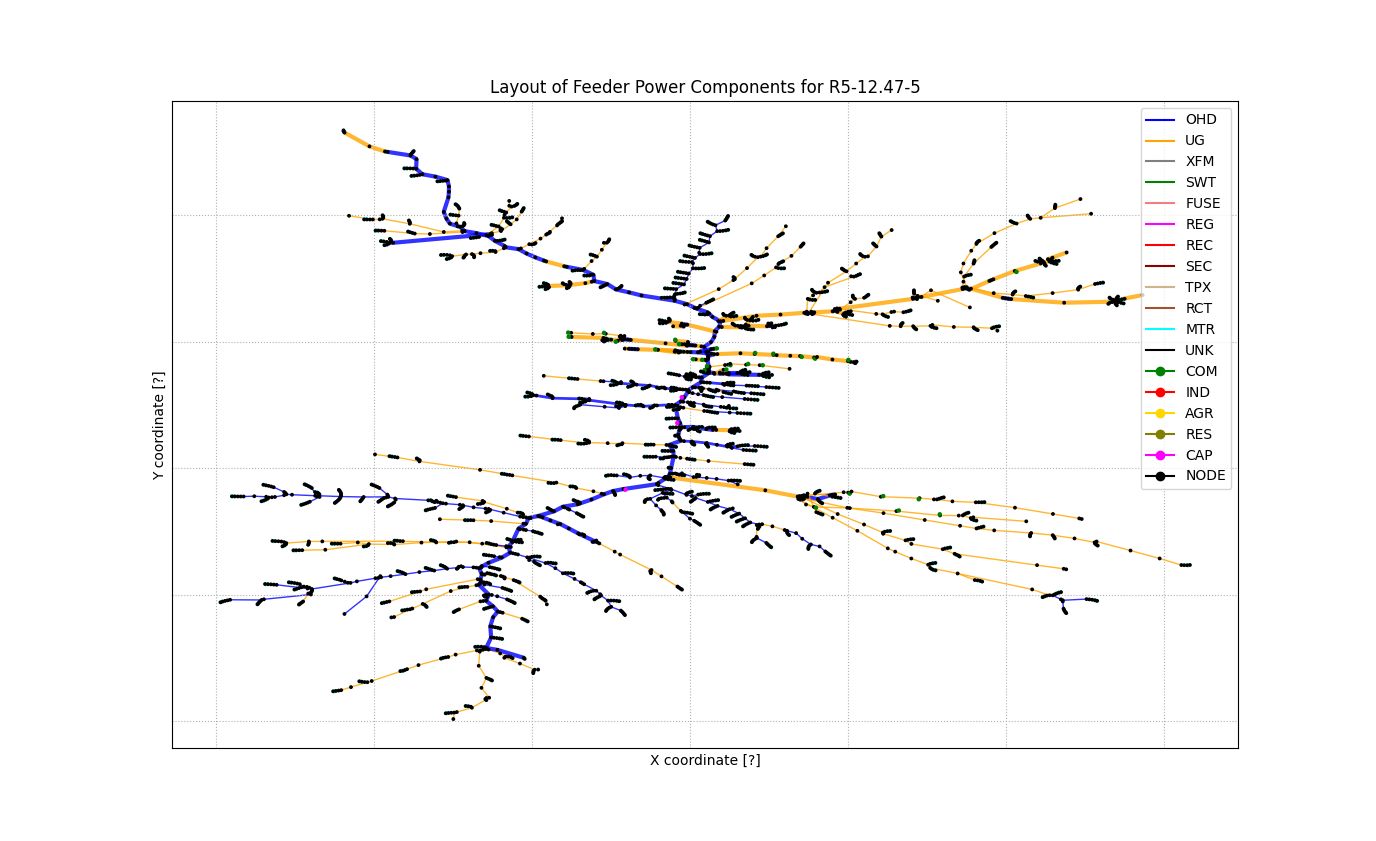 Layout of Feeder Power Components for R5-12.47-5
OHD
UG
XFM
SWT
FUSE
REG
REC
SEC
TPX
RCT
MTR
UNK
COM
IND
AGR
RES
CAP
NODE
Y coordinate [?]
X coordinate [?]